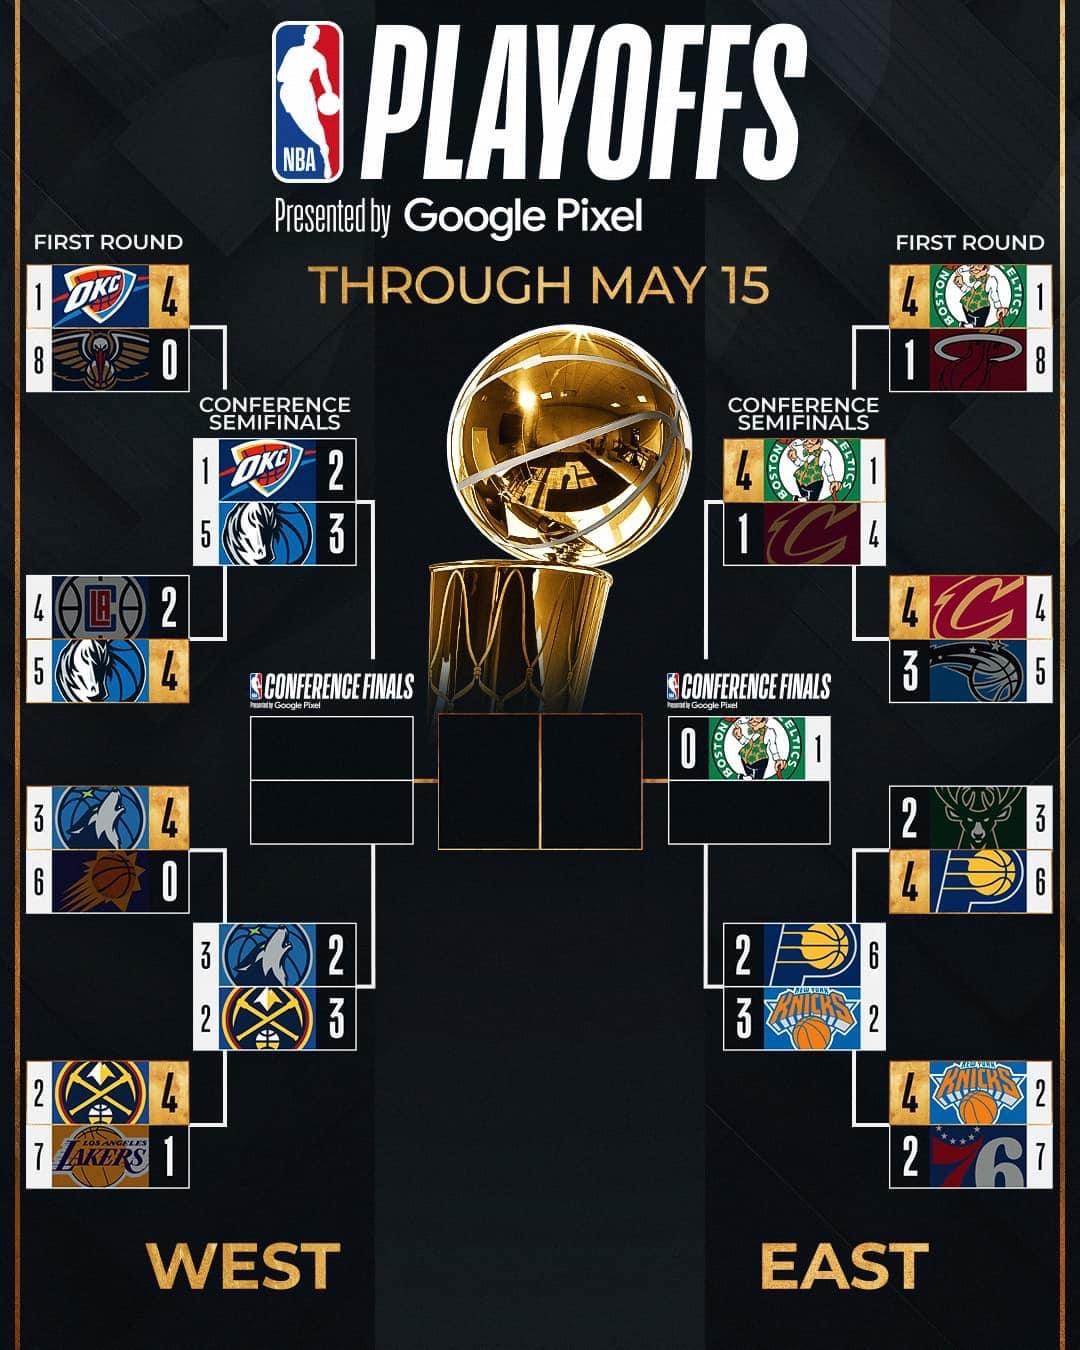 NBA
PLAYOFFS
Presented by Google Pixel
THROUGH MAY 15
FIRST ROUND
1 OKC 4
8 0
CONFERENCE
SEMIFINALS
1 OKC 2
5 3
4 LA 2
5 4
3 4
6 0
3 2
2 3
2 4
7 LOS ANGELES LAKERS 1
CONFERENCE FINALS
Presented by Google Pixel
FIRST ROUND
4 BOSTON CELTICS 1
1 8
CONFERENCE
SEMIFINALS
4 BOSTON CELTICS 1
1 C 4
4 C 4
3 5
CONFERENCE FINALS
Presented by Google Pixel
0 BOSTON CELTICS 1
2 3
4 P 6
2 P 6
3 NEW YORK KNICKS 2
4 NEW YORK KNICKS 2
2 76 7
WEST
EAST